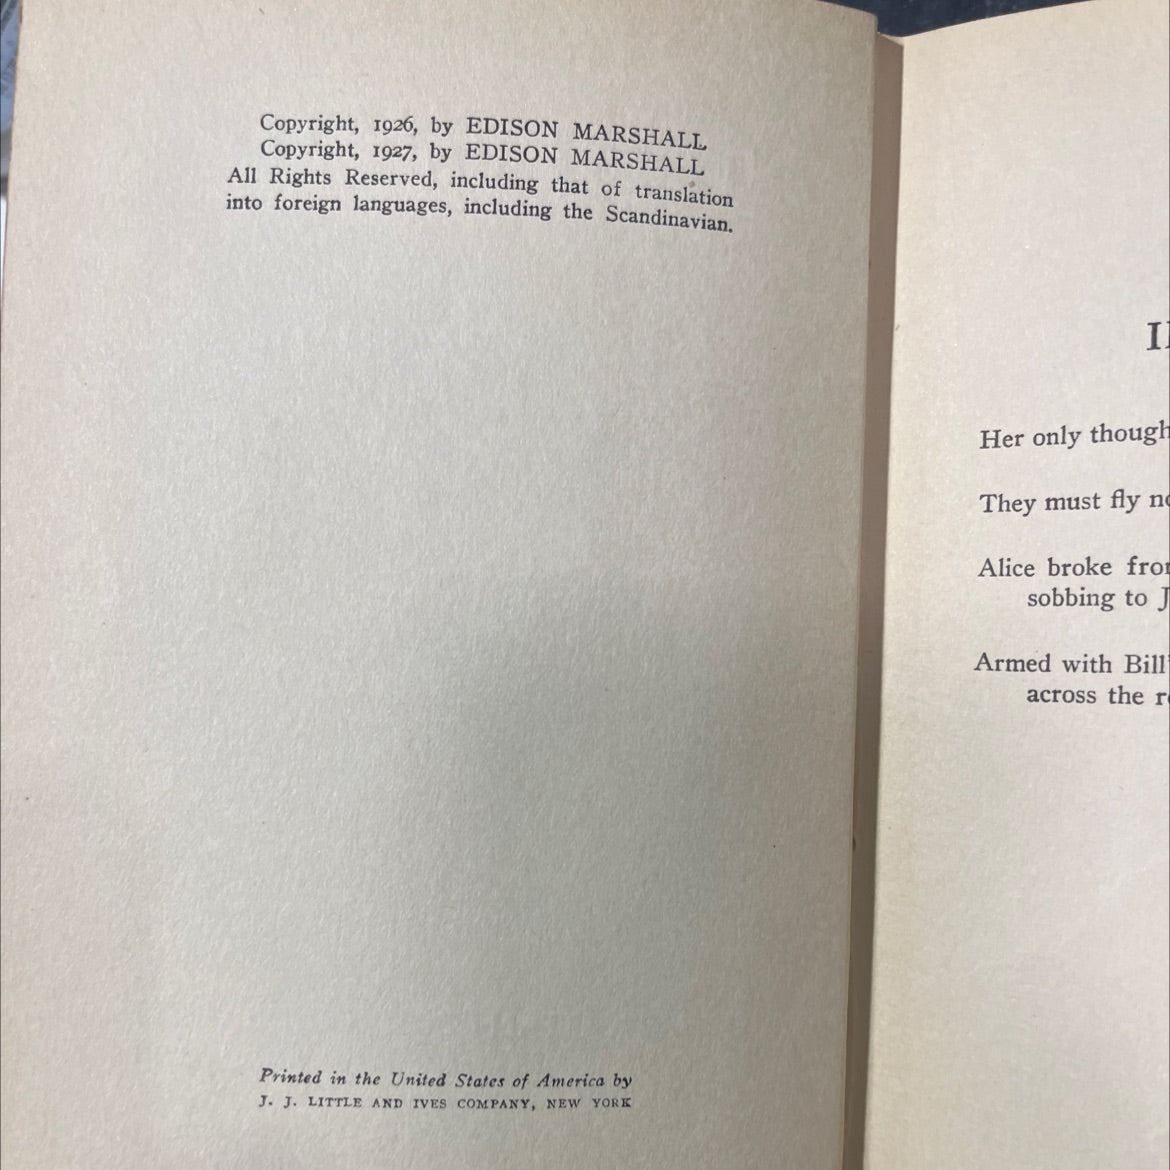 Copyright, 1926, by EDISON MARSHALL
Copyright, 1927, by EDISON MARSHALL
All Rights Reserved, including that of translation
into foreign languages, including the Scandinavian.
Printed in the United States of America by
J. J. LITTLE AND IVES COMPANY, NEW YORK
Her only
They must fly
Alice broke
sobbing to
Armed with
across the